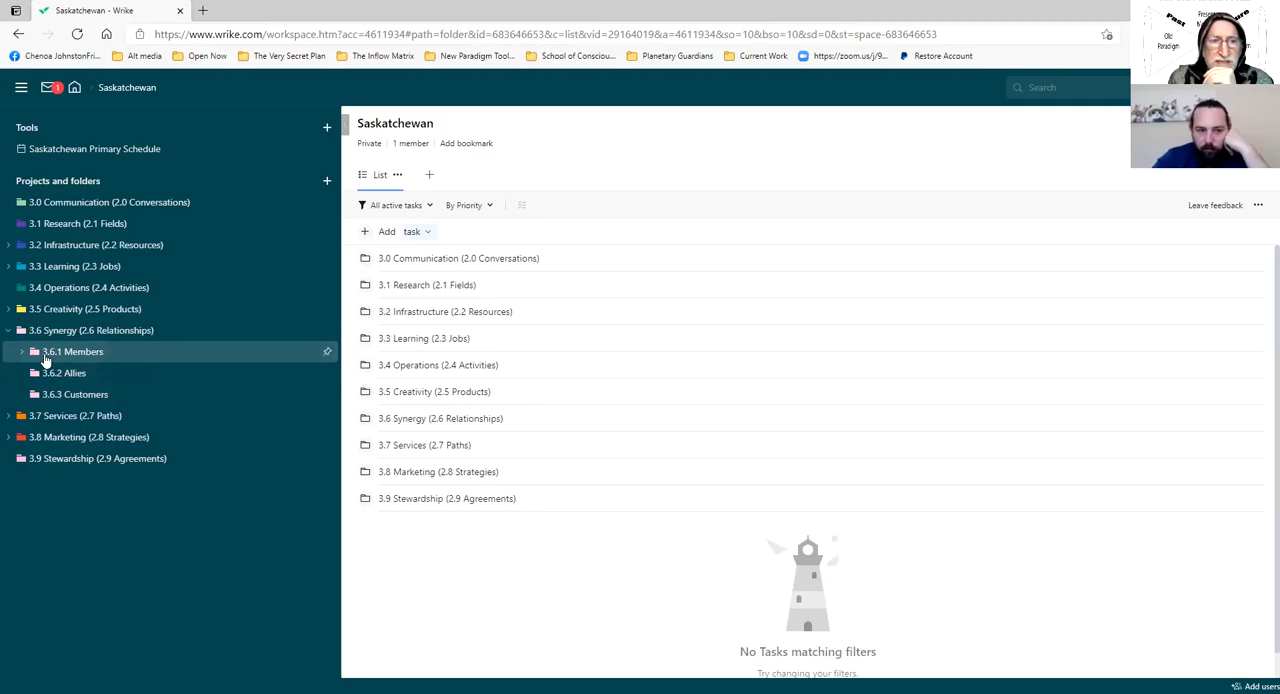 Saskatchewan - Wrike
https://www.wrike.com/workspace.htm?acc=4611934#path=folder&id=683646653&c=list&vid=29164019&a=4611934&so=10&bso=10&sd=0&st=space-683646653
Chenoa JohnstonFri...
Alt media
Open Now
The Very Secret Plan
The Inflow Matrix
New Paradigm Tool...
School of Consciou...
Planetary Guardians
Current Work
https://zoom.us/j/9...
Restore Account
Past
Old
Paradigm
1
Saskatchewan
Search
Tools
Saskatchewan Primary Schedule
Projects and folders
3.0 Communication (2.0 Conversations)
3.1 Research (2.1 Fields)
3.2 Infrastructure (2.2 Resources)
3.3 Learning (2.3 Jobs)
3.4 Operations (2.4 Activities)
3.5 Creativity (2.5 Products)
3.6 Synergy (2.6 Relationships)
3.6.1 Members
3.6.2 Allies
3.6.3 Customers
3.7 Services (2.7 Paths)
3.8 Marketing (2.8 Strategies)
3.9 Stewardship (2.9 Agreements)
Saskatchewan
Private 1 member Add bookmark
List
All active tasks By Priority Leave feedback
Add task
3.0 Communication (2.0 Conversations)
3.1 Research (2.1 Fields)
3.2 Infrastructure (2.2 Resources)
3.3 Learning (2.3 Jobs)
3.4 Operations (2.4 Activities)
3.5 Creativity (2.5 Products)
3.6 Synergy (2.6 Relationships)
3.7 Services (2.7 Paths)
3.8 Marketing (2.8 Strategies)
3.9 Stewardship (2.9 Agreements)
No Tasks matching filters
Try changing your filters.
Add users